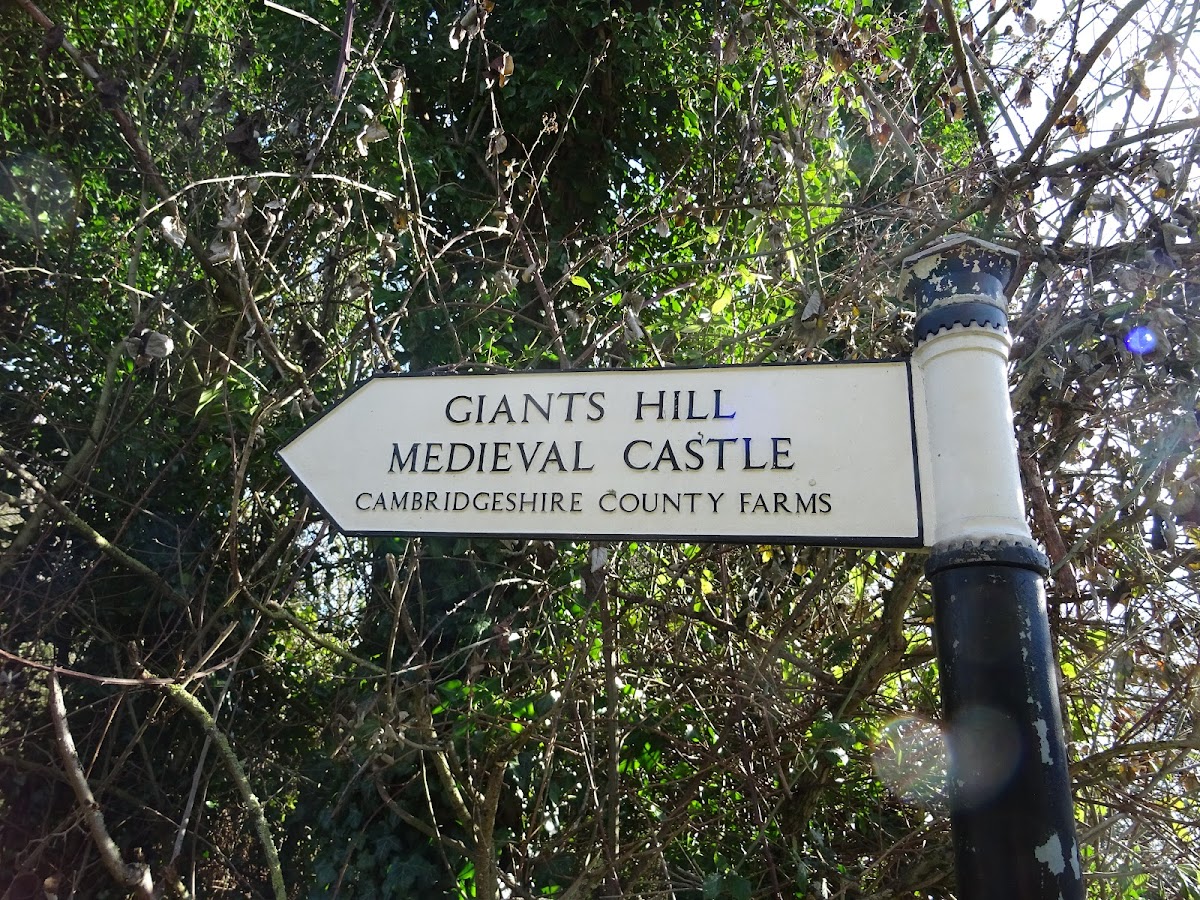 GIANTS HILL
MEDIEVAL CASTLE
CAMBRIDGESHIRE COUNTY FARMS